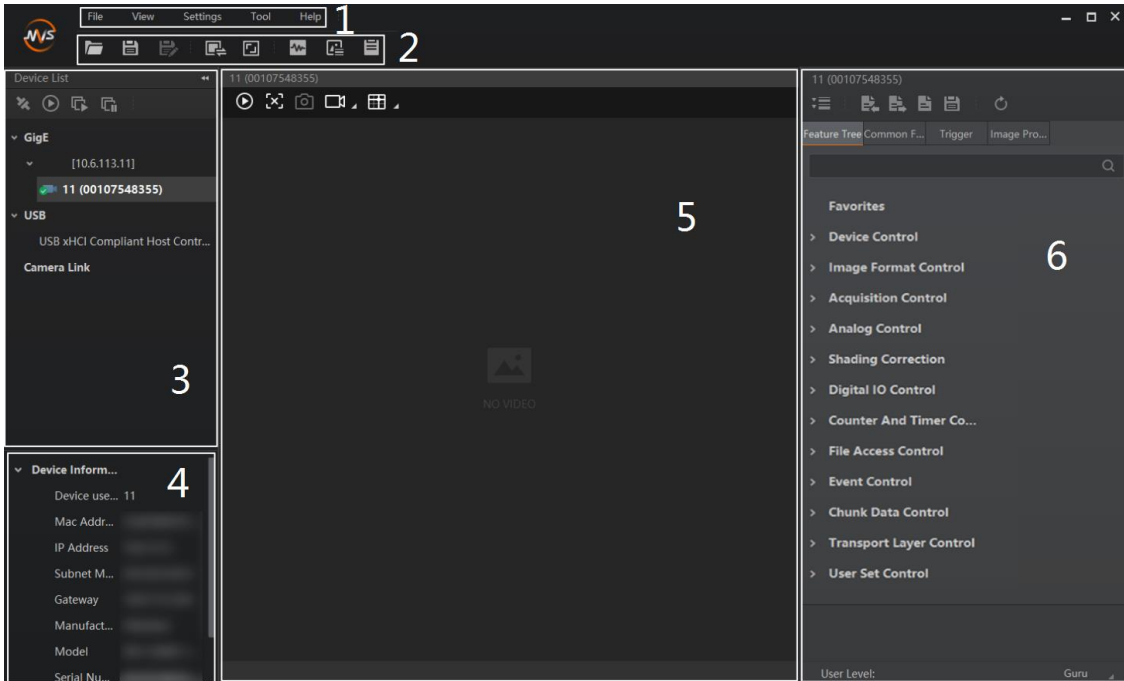 MVS
File View Settings Tool Help
1
2
Device List
GigE
[10.6.113.11]
11 (00107548355)
USB
USB xHCI Compliant Host Contr...
Camera Link
3
Device Inform...
4
Device use... 11
Mac Addr...
IP Address
Subnet M...
Gateway
Manufact...
Model
Serial Nu...
11 (00107548355)
5
NO VIDEO
11 (00107548355)
Feature Tree Common F... Trigger Image Pro...
Favorites
Device Control
6
Image Format Control
Acquisition Control
Analog Control
Shading Correction
Digital IO Control
Counter And Timer Co...
File Access Control
Event Control
Chunk Data Control
Transport Layer Control
User Set Control
User Level: Guru